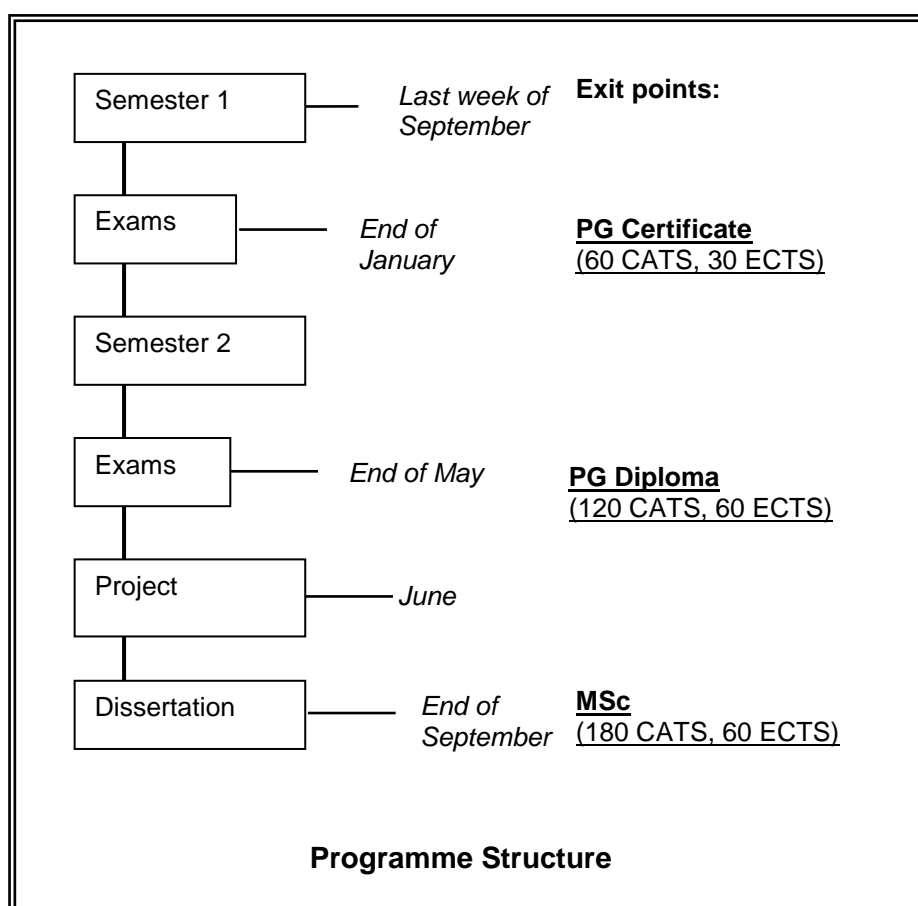 Semester 1
Last week of
September
Exit points:
Exams
End of
January
PG Certificate
(60 CATS, 30 ECTS)
Semester 2
Exams
End of May
PG Diploma
(120 CATS, 60 ECTS)
Project
June
Dissertation
End of
September
MSc
(180 CATS, 60 ECTS)
Programme Structure